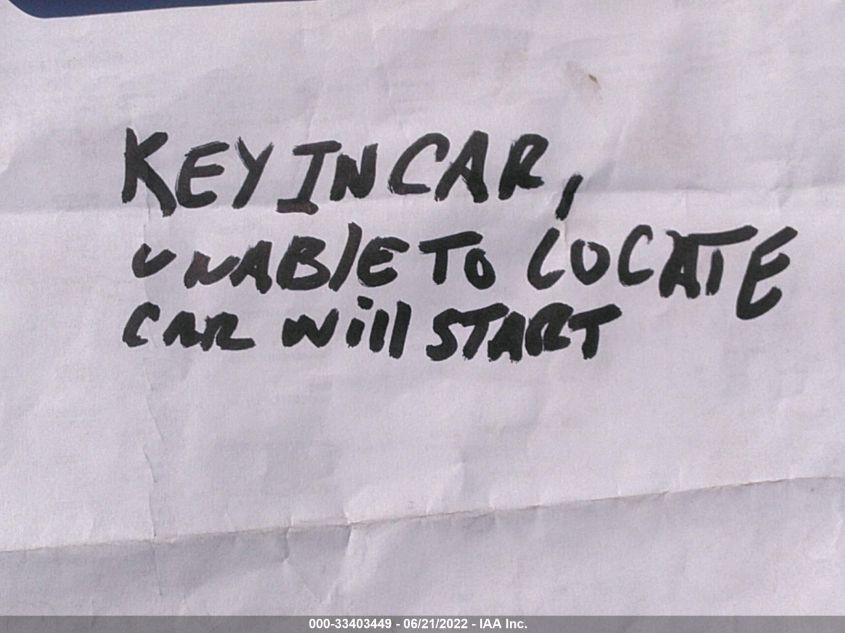 KEY IN CAR,
UNABlE TO LOCATE
CAR Will START
000-33403449 - 06/21/2022 - IAA Inc.